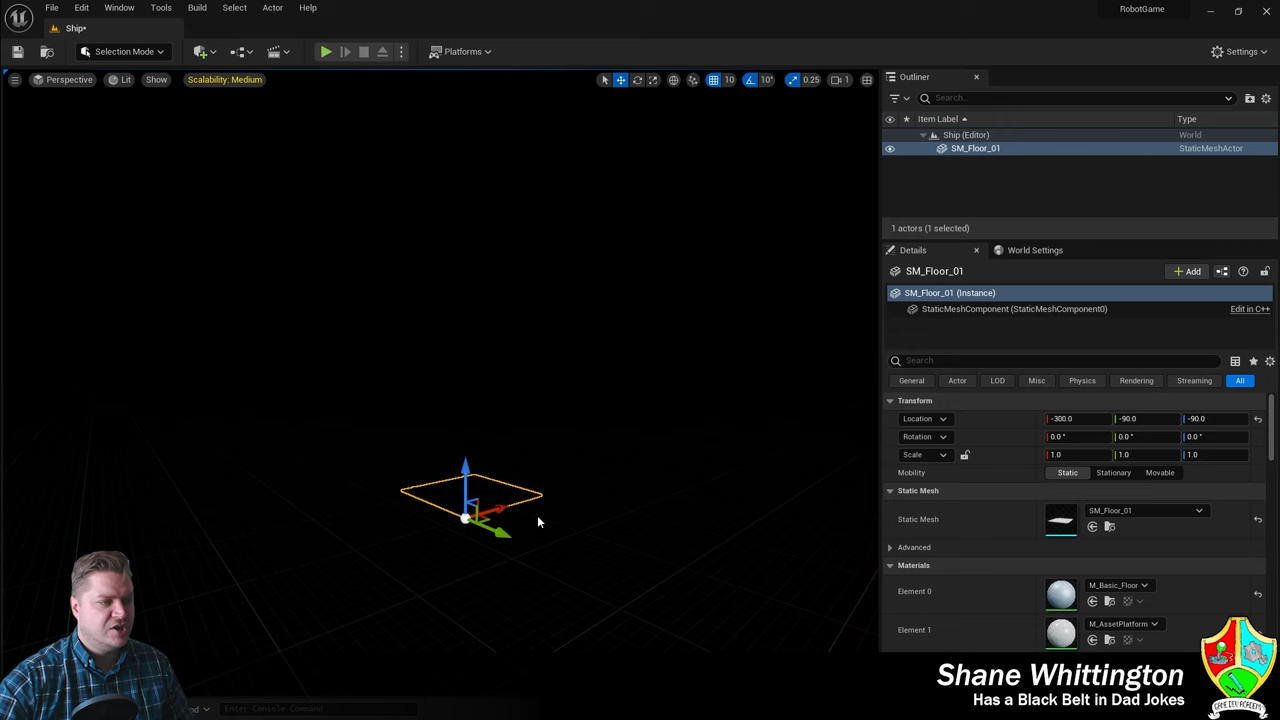 File Edit Window Tools Build Select Actor Help
RobotGame
Ship•
Selection Mode
Platforms
Settings
Perspective Lit Show Scalability: Medium
10 10° 0.25 1
Outliner
Search...
Item Label Type
Ship (Editor) World
SM_Floor_01 StaticMeshActor
1 actors (1 selected)
Details World Settings
SM_Floor_01 + Add
SM_Floor_01 (Instance)
StaticMeshComponent (StaticMeshComponent0) Edit in C++
Search
General Actor LOD Misc Physics Rendering Streaming All
Transform
Location -300.0 -90.0 -90.0
Rotation 0.0 ° 0.0 ° 0.0 °
Scale 1.0 1.0 1.0
Mobility Static Stationary Movable
Static Mesh
Static Mesh SM_Floor_01
Advanced
Materials
Element 0 M_Basic_Floor
Element 1 M_AssetPlatform
Shane Whittington
Has a Black Belt in Dad Jokes
Enter Console Command